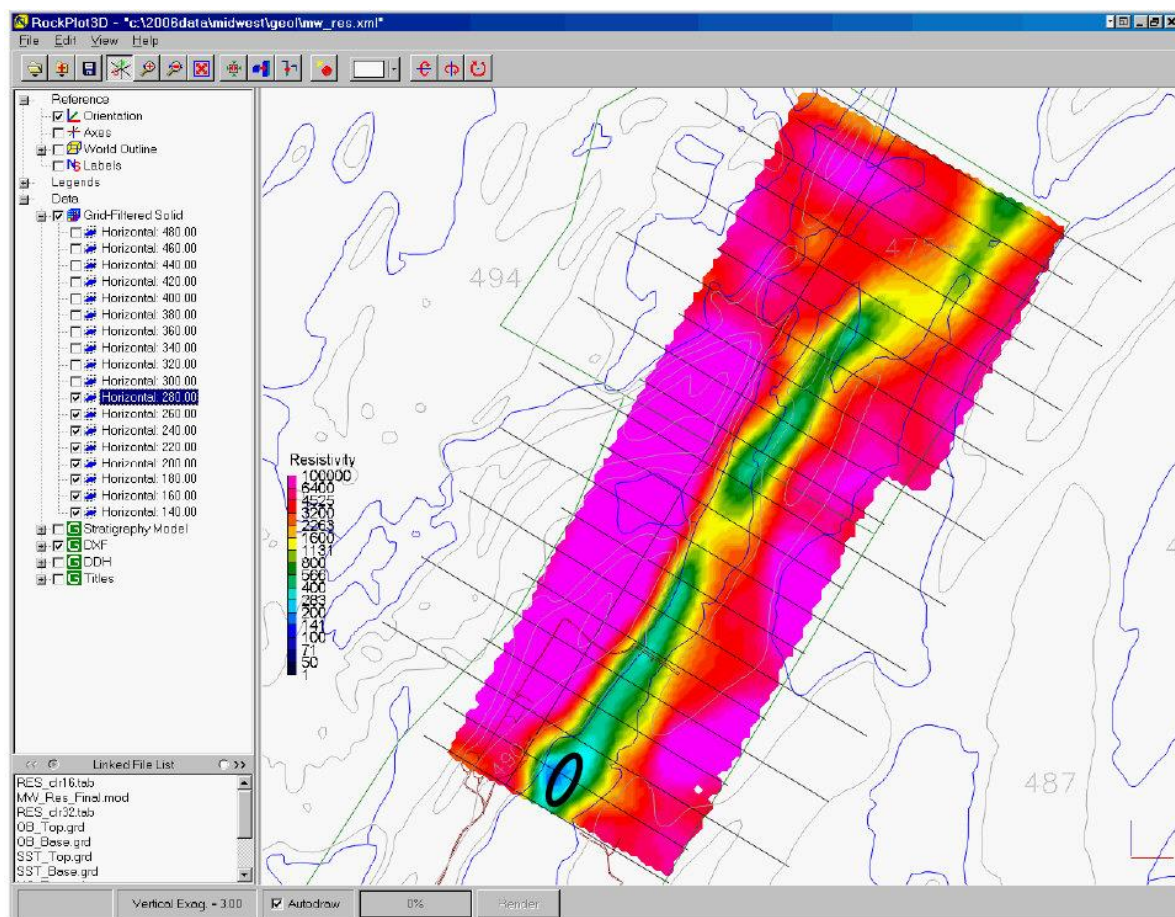 RockPlot3D - "c:\2006data\midwest\geol\mw_res.xml"
File Edit View Help
Reference
Orientation
Axes
World Outline
Labels
Legends
Data
Grid-Filtered Solid
Horizontal: 480.00
Horizontal: 460.00
Horizontal: 440.00
Horizontal: 420.00
Horizontal: 400.00
Horizontal: 380.00
Horizontal: 360.00
Horizontal: 340.00
Horizontal: 320.00
Horizontal: 300.00
Horizontal: 280.00
Horizontal: 260.00
Horizontal: 240.00
Horizontal: 220.00
Horizontal: 200.00
Horizontal: 180.00
Horizontal: 160.00
Horizontal: 140.00
Stratigraphy Model
DXF
DDH
Titles
<< Linked File List >>
RES_clr16.tab
MW_Res_Final.mod
RES_clr32.tab
OB_Top.grd
OB_Base.grd
SST_Top.grd
SST_Base.grd
494
Resistivity
100000
6400
4525
3200
2263
1600
1131
800
566
400
283
200
141
100
71
50
1
487
Vertical Exag. = 3.00
Autodraw
0%
Render